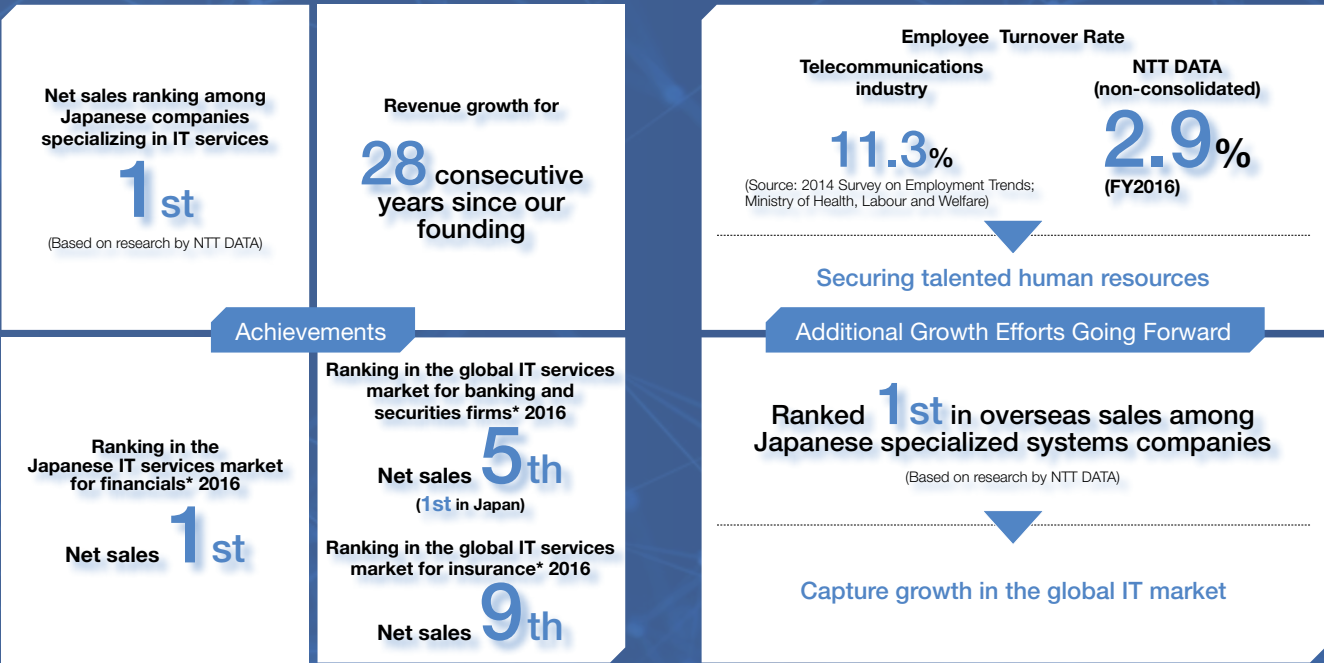 Net sales ranking among
Japanese companies
specializing in IT services
1st
(Based on research by NTT DATA)
Revenue growth for
28 consecutive
years since our
founding
Achievements
Ranking in the
Japanese IT services market
for financials* 2016
Net sales 1st
Ranking in the global IT services
market for banking and
securities firms* 2016
Net sales 5th
(1st in Japan)
Ranking in the global IT services
market for insurance* 2016
Net sales 9th
Employee Turnover Rate
Telecommunications
industry
11.3%
(Source: 2014 Survey on Employment Trends;
Ministry of Health, Labour and Welfare)
NTT DATA
(non-consolidated)
2.9%
(FY2016)
Securing talented human resources
Additional Growth Efforts Going Forward
Ranked 1st in overseas sales among
Japanese specialized systems companies
(Based on research by NTT DATA)
Capture growth in the global IT market